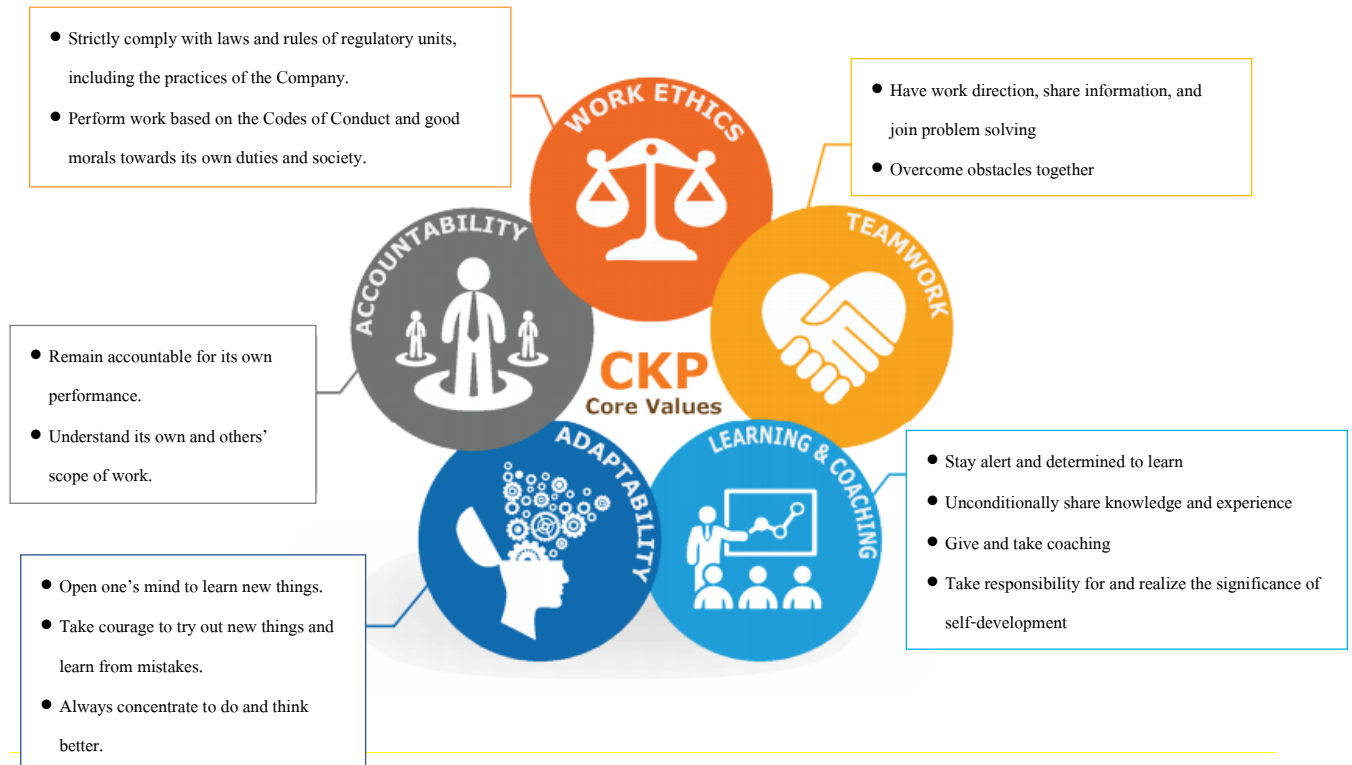 ● Strictly comply with laws and rules of regulatory units,
including the practices of the Company.
● Perform work based on the Codes of Conduct and good
morals towards its own duties and society.
WORK ETHICS
● Have work direction, share information, and
join problem solving
● Overcome obstacles together
TEAMWORK
ACCOUNTABILITY
● Remain accountable for its own
performance.
● Understand its own and others’
scope of work.
CKP
Core Values
ADAPTABILITY
● Open one’s mind to learn new things.
● Take courage to try out new things and
learn from mistakes.
● Always concentrate to do and think
better.
LEARNING & COACHING
● Stay alert and determined to learn
● Unconditionally share knowledge and experience
● Give and take coaching
● Take responsibility for and realize the significance of
self-development